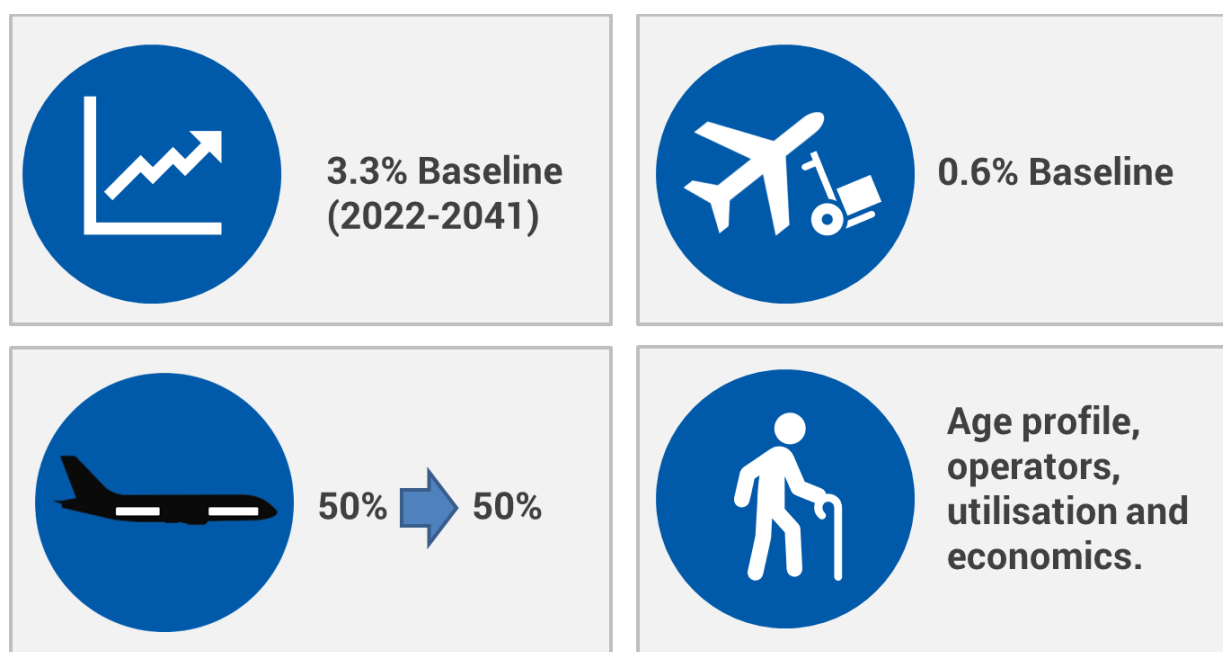 3.3% Baseline
(2022-2041)
0.6% Baseline
50%
50%
Age profile,
operators,
utilisation and
economics.